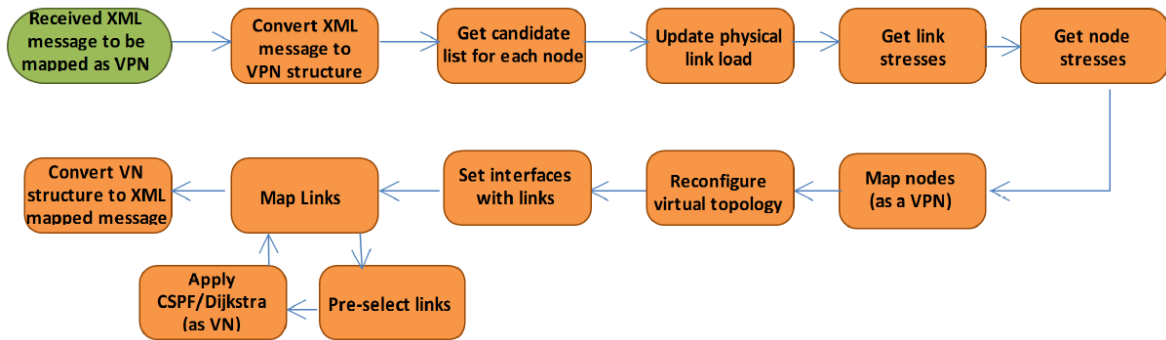 Received XML
message to be
mapped as VPN
Convert XML
message to
VPN structure
Get candidate
list for each node
Update physical
link load
Get link
stresses
Get node
stresses
Map nodes
(as a VPN)
Reconfigure
virtual topology
Set interfaces
with links
Map Links
Pre-select links
Apply
CSPF/Dijkstra
(as VN)
Convert VN
structure to XML
mapped message